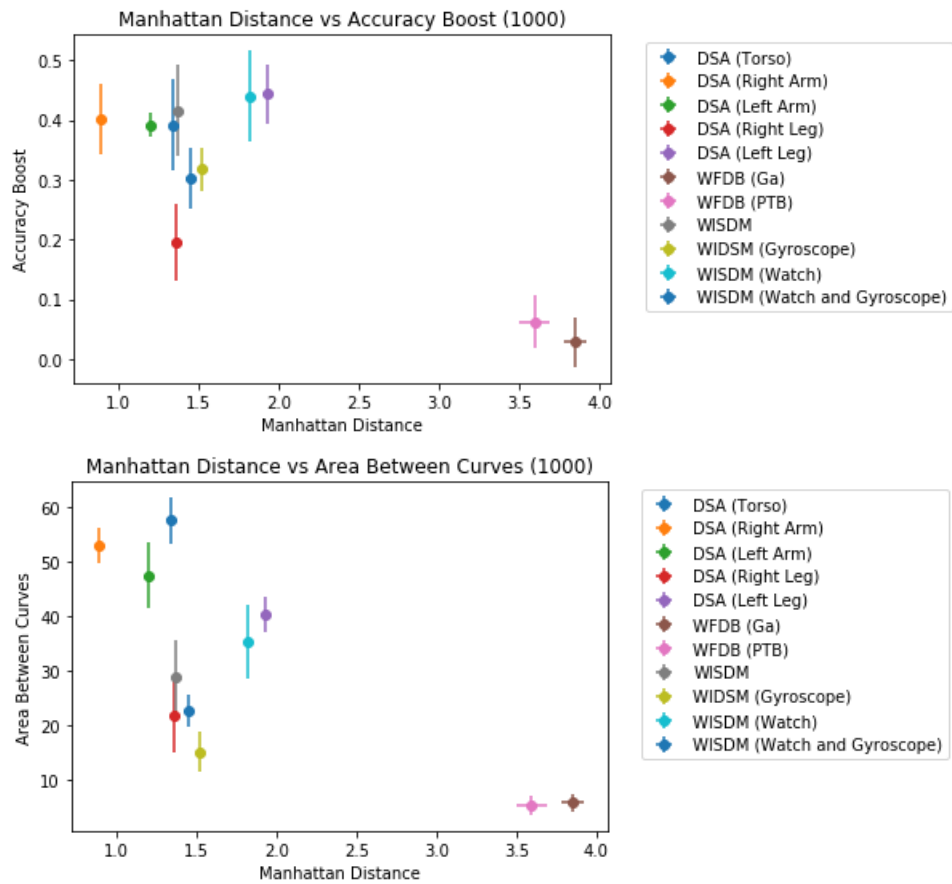 Manhattan Distance vs Accuracy Boost (1000)
0.5
0.4
0.3
0.2
0.1
0.0
Accuracy Boost
1.0 1.5 2.0 2.5 3.0 3.5 4.0
Manhattan Distance
DSA (Torso)
DSA (Right Arm)
DSA (Left Arm)
DSA (Right Leg)
DSA (Left Leg)
WFDB (Ga)
WFDB (PTB)
WISDM
WIDSM (Gyroscope)
WISDM (Watch)
WISDM (Watch and Gyroscope)
Manhattan Distance vs Area Between Curves (1000)
60
50
40
30
20
10
Area Between Curves
1.0 1.5 2.0 2.5 3.0 3.5 4.0
Manhattan Distance
DSA (Torso)
DSA (Right Arm)
DSA (Left Arm)
DSA (Right Leg)
DSA (Left Leg)
WFDB (Ga)
WFDB (PTB)
WISDM
WIDSM (Gyroscope)
WISDM (Watch)
WISDM (Watch and Gyroscope)